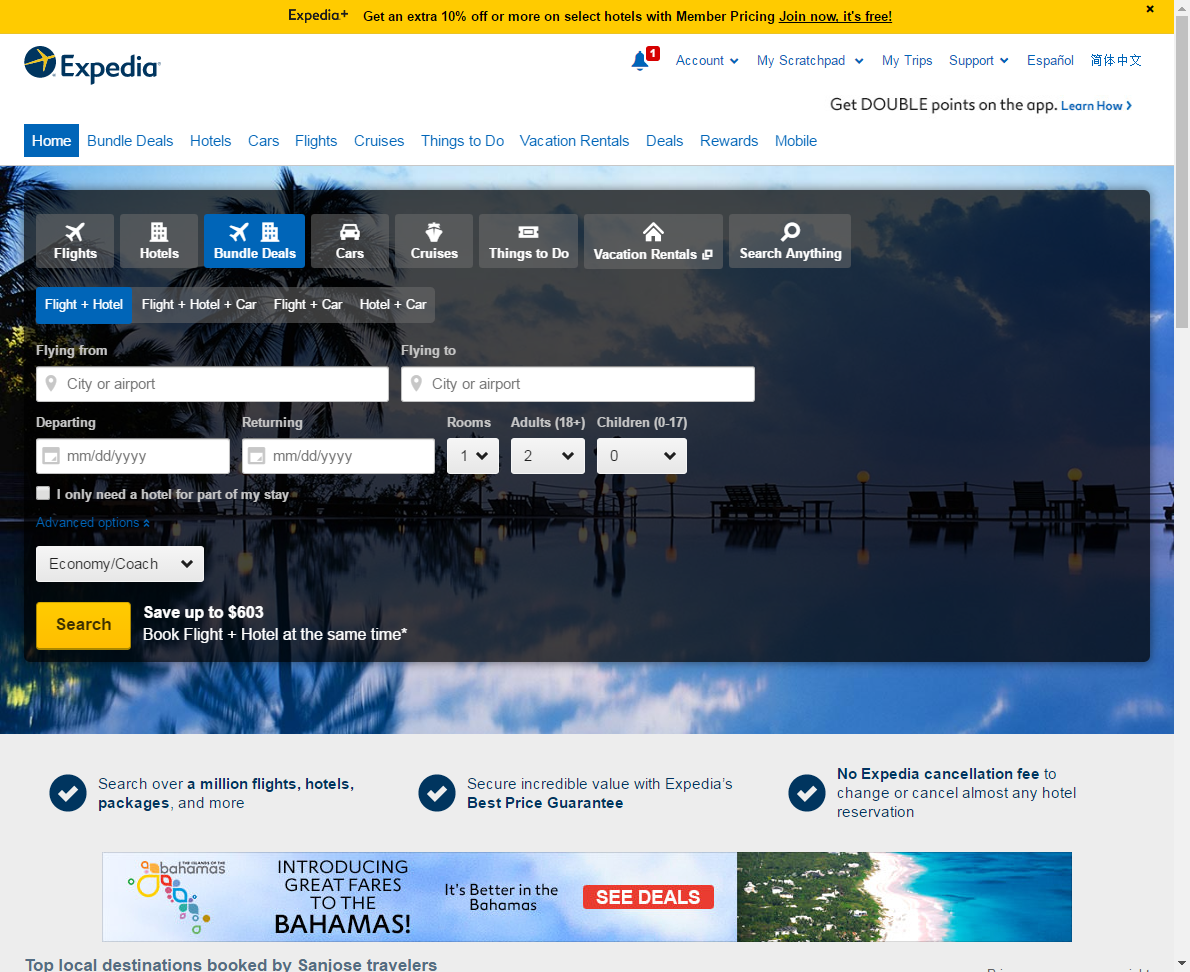 Expedia+ Get an extra 10% off or more on select hotels with Member Pricing Join now, it's free!
Expedia
1 Account My Scratchpad My Trips Support Español 简体中文
Get DOUBLE points on the app. Learn How
Home Bundle Deals Hotels Cars Flights Cruises Things to Do Vacation Rentals Deals Rewards Mobile
Flights Hotels Bundle Deals Cars Cruises Things to Do Vacation Rentals Search Anything
Flight + Hotel Flight + Hotel + Car Flight + Car Hotel + Car
Flying from Flying to
City or airport City or airport
Departing Returning Rooms Adults (18+) Children (0-17)
mm/dd/yyyy mm/dd/yyyy 1 2 0
I only need a hotel for part of my stay
Advanced options
Economy/Coach
Search
Save up to $603
Book Flight + Hotel at the same time*
Search over a million flights, hotels,
packages, and more
Secure incredible value with Expedia's
Best Price Guarantee
No Expedia cancellation fee to
change or cancel almost any hotel
reservation
THE ISLANDS OF THE
bahamas
INTRODUCING
GREAT FARES
TO THE
BAHAMAS!
It's Better in the
Bahamas
SEE DEALS
Top local destinations booked by Sanjose travelers